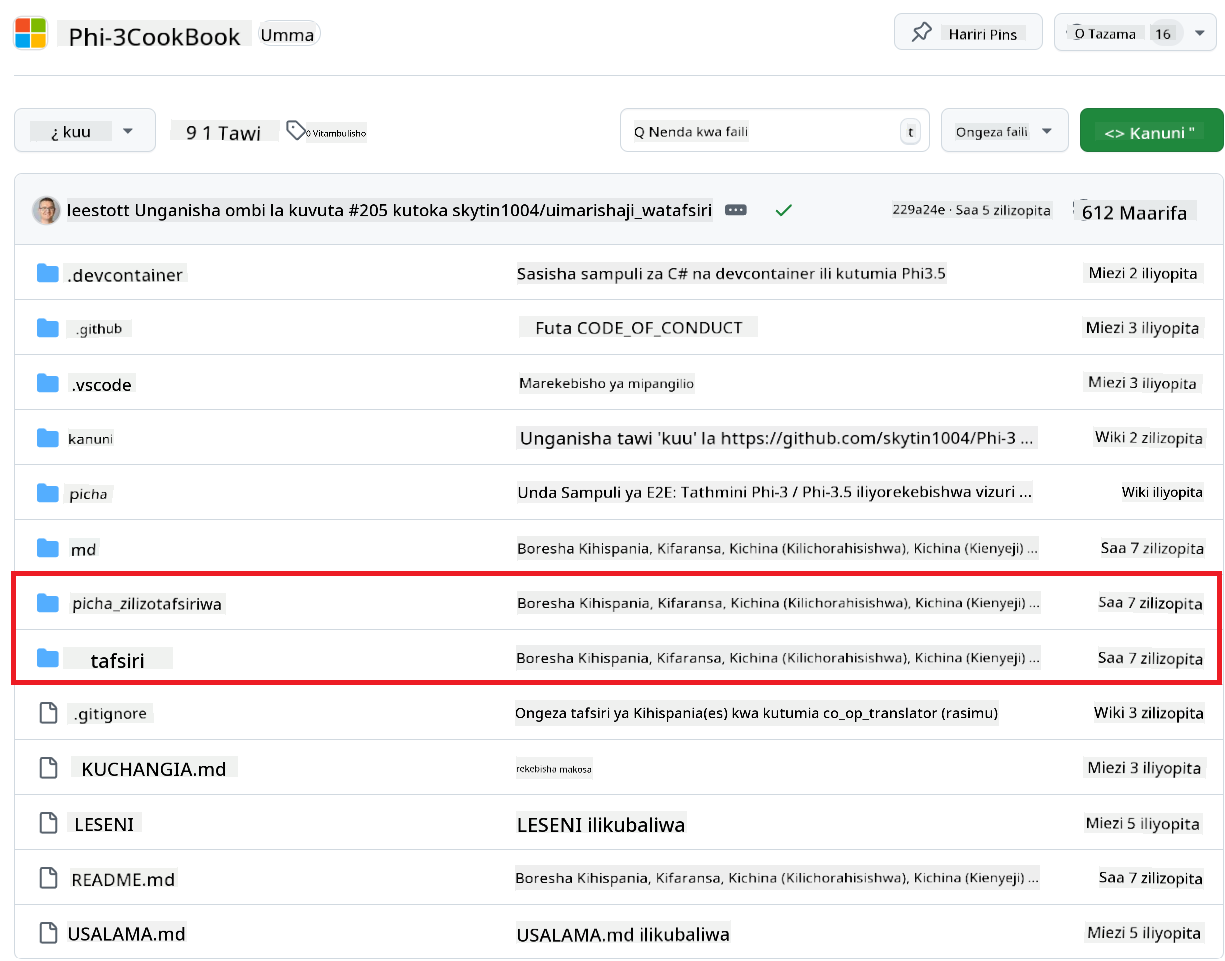 Phi-3CookBook Umma Hariri Pins O Tazama 16
¿ kuu 9 1 Tawi 0 Vitambulisho Q Nenda kwa faili t Ongeza faili <> Kanuni "
leestott Unganisha ombi la kuvuta #205 kutoka skytin1004/uimarishaji_watafsiri 229a24e · Saa 5 zilizopita 612 Maarifa
.devcontainer Sasisha sampuli za C# na devcontainer ili kutumia Phi3.5 Miezi 2 iliyopita
.github Futa CODE_OF_CONDUCT Miezi 3 iliyopita
.vscode Marekebisho ya mipangilio Miezi 3 iliyopita
kanuni Unganisha tawi 'kuu' la https://github.com/skytin1004/Phi-3 ... Wiki 2 zilizopita
picha Unda Sampuli ya E2E: Tathmini Phi-3 / Phi-3.5 iliyorekebishwa vizuri ... Wiki iliyopita
md Boresha Kihispania, Kifaransa, Kichina (Kilichorahisishwa), Kichina (Kienyeji) ... Saa 7 zilizopita
picha_zilizotafsiriwa Boresha Kihispania, Kifaransa, Kichina (Kilichorahisishwa), Kichina (Kienyeji) ... Saa 7 zilizopita
tafsiri Boresha Kihispania, Kifaransa, Kichina (Kilichorahisishwa), Kichina (Kienyeji) ... Saa 7 zilizopita
.gitignore Ongeza tafsiri ya Kihispania(es) kwa kutumia co_op_translator (rasimu) Wiki 3 zilizopita
KUCHANGIA.md rekebisha makosa Miezi 3 iliyopita
LESENI LESENI ilikubaliwa Miezi 5 iliyopita
README.md Boresha Kihispania, Kifaransa, Kichina (Kilichorahisishwa), Kichina (Kienyeji) ... Saa 7 zilizopita
USALAMA.md USALAMA.md ilikubaliwa Miezi 5 iliyopita